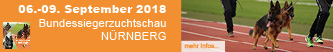 06.-09. September 2018
Bundessiegerzuchtschau
NÜRNBERG
mehr Infos...